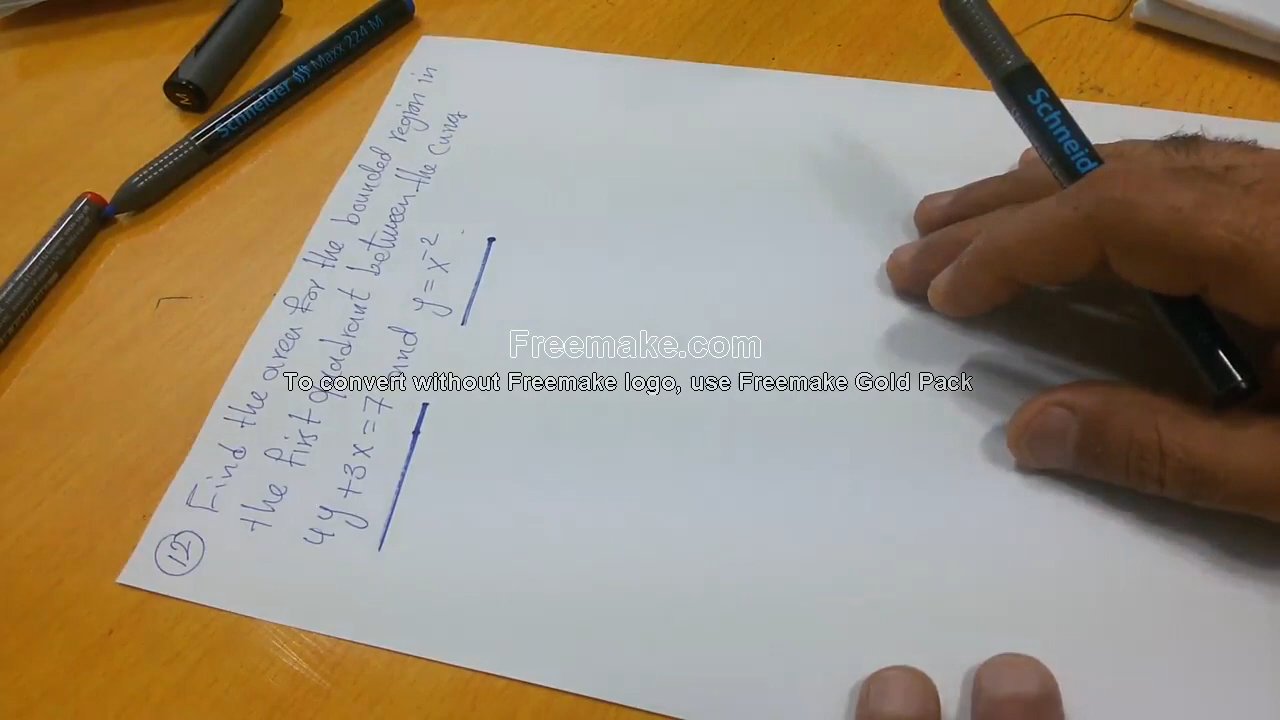 12 Find the area for the bounded region in
the first quadrant between the curve
4y+3x=7 and y=x^-2
Schneider Maxx 224 M
M
Schneid
Freemake.com
To convert without Freemake logo, use Freemake Gold Pack